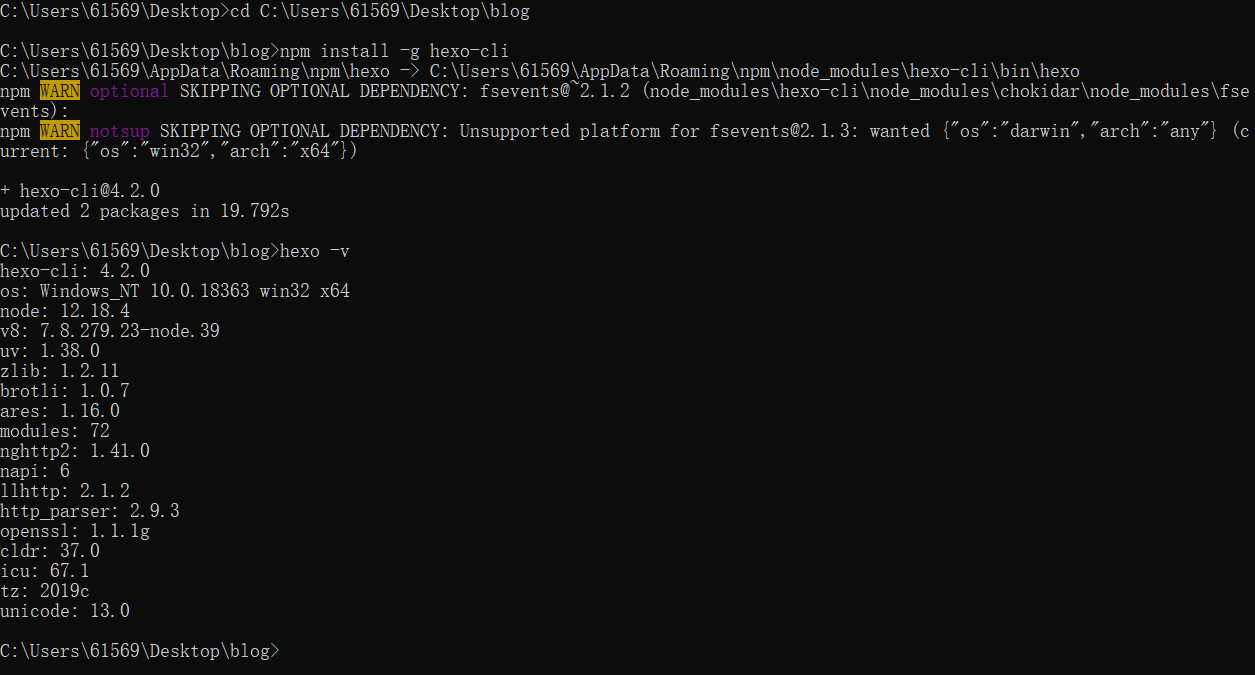 C:\Users\61569\Desktop>cd C:\Users\61569\Desktop\blog
C:\Users\61569\Desktop\blog>npm install -g hexo-cli
C:\Users\61569\AppData\Roaming\npm\hexo -> C:\Users\61569\AppData\Roaming\npm\node_modules\hexo-cli\bin\hexo
npm WARN optional SKIPPING OPTIONAL DEPENDENCY: fsevents@~2.1.2 (node_modules\hexo-cli\node_modules\chokidar\node_modules\fse
vents):
npm WARN notsup SKIPPING OPTIONAL DEPENDENCY: Unsupported platform for fsevents@2.1.3: wanted {"os":"darwin","arch":"any"} (c
urrent: {"os":"win32","arch":"x64"})
+ hexo-cli@4.2.0
updated 2 packages in 19.792s
C:\Users\61569\Desktop\blog>hexo -v
hexo-cli: 4.2.0
os: Windows_NT 10.0.18363 win32 x64
node: 12.18.4
v8: 7.8.279.23-node.39
uv: 1.38.0
zlib: 1.2.11
brotli: 1.0.7
ares: 1.16.0
modules: 72
nghttp2: 1.41.0
napi: 6
llhttp: 2.1.2
http_parser: 2.9.3
openssl: 1.1.1g
cldr: 37.0
icu: 67.1
tz: 2019c
unicode: 13.0
C:\Users\61569\Desktop\blog>